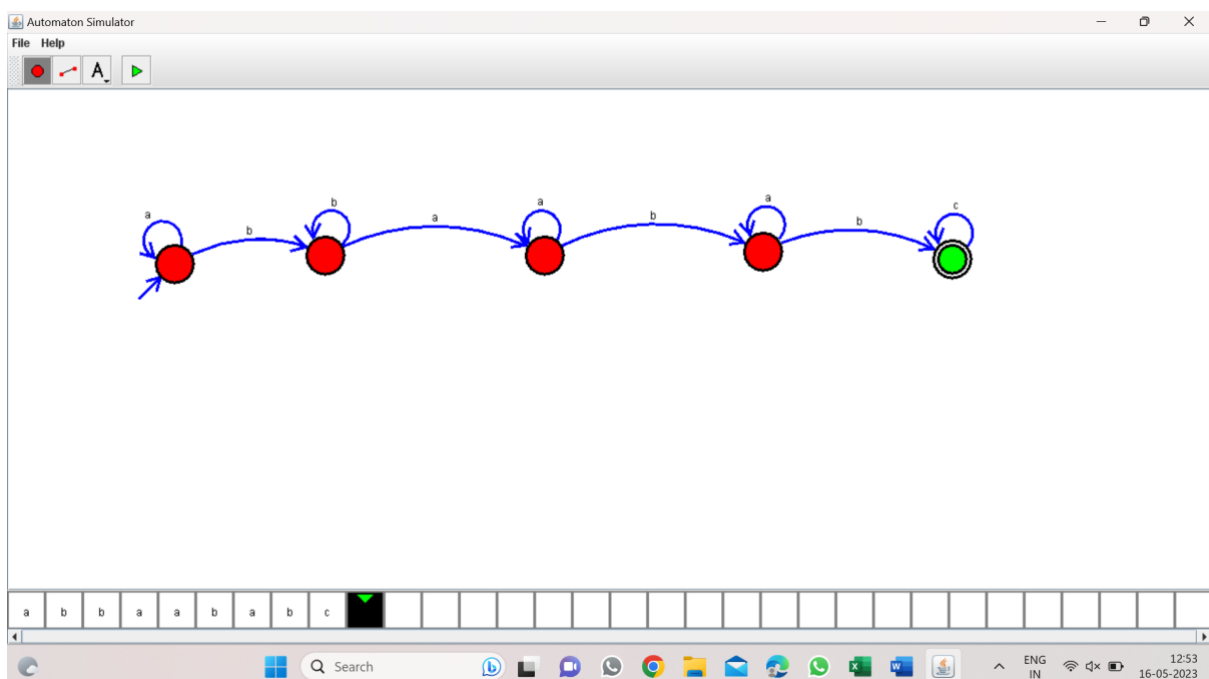 Automaton Simulator
File Help
A
a b b a a a b a b c
a b b a a b a b c
Search
ENG
IN
12:53
16-05-2023